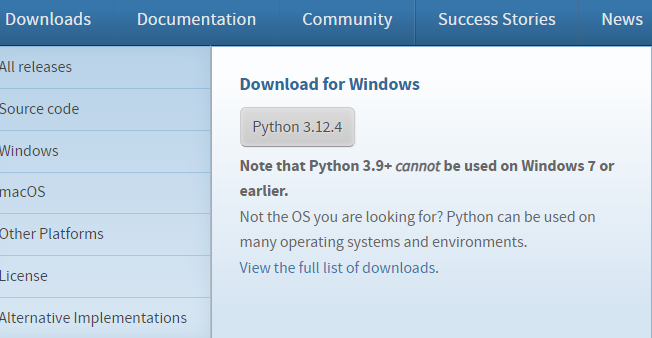 Downloads Documentation Community Success Stories News
All releases
Source code
Windows
macOS
Other Platforms
License
Alternative Implementations
Download for Windows
Python 3.12.4
Note that Python 3.9+ cannot be used on Windows 7 or
earlier.
Not the OS you are looking for? Python can be used on
many operating systems and environments.
View the full list of downloads.